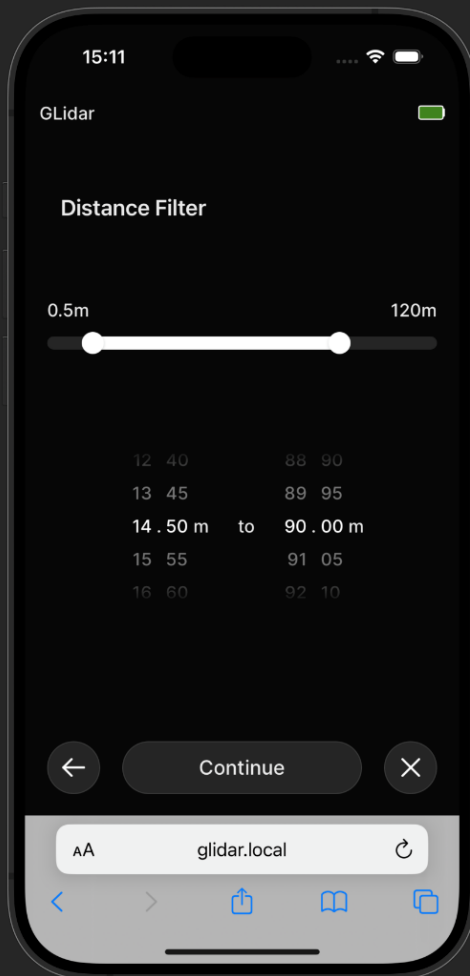 15:11
GLidar
Distance Filter
0.5m 120m
12 40 88 90
13 45 89 95
14 . 50 m to 90 . 00 m
15 55 91 05
16 60 92 10
Continue
AA glidar.local